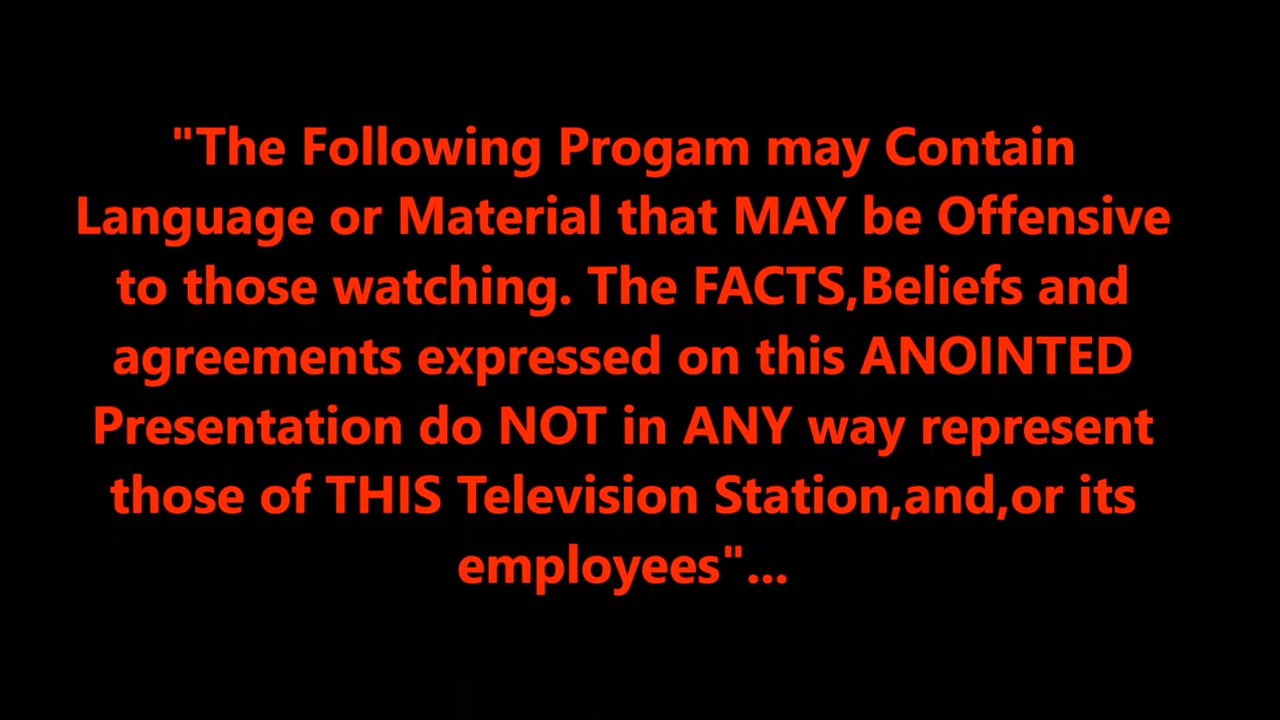 "The Following Progam may Contain
Language or Material that MAY be Offensive
to those watching. The FACTS,Beliefs and
agreements expressed on this ANOINTED
Presentation do NOT in ANY way represent
those of THIS Television Station,and,or its
employees"...